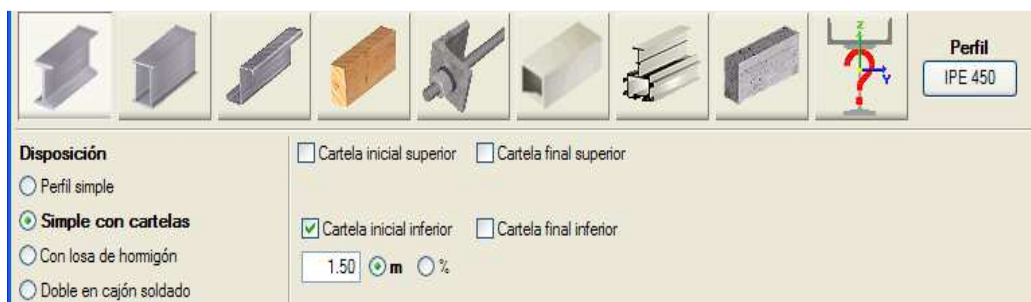 Perfil
IPE 450
Z
Y
Disposición
Perfil simple
Simple con cartelas
Con losa de hormigón
Doble en cajón soldado
Cartela inicial superior Cartela final superior
Cartela inicial inferior Cartela final inferior
1.50 m %